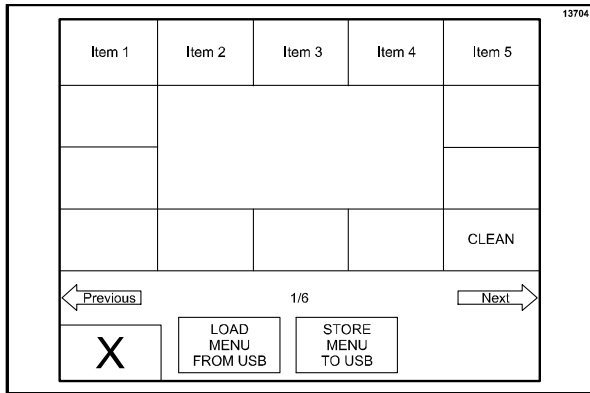 13704
Item 1 Item 2 Item 3 Item 4 Item 5
CLEAN
Previous 1/6 Next
X
LOAD
MENU
FROM USB
STORE
MENU
TO USB